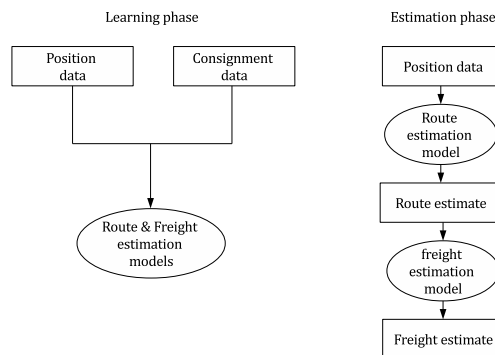 Learning phase
Position
data
Consignment
data
Route & Freight
estimation
models
Estimation phase
Position data
Route
estimation
model
Route estimate
freight
estimation
model
Freight estimate